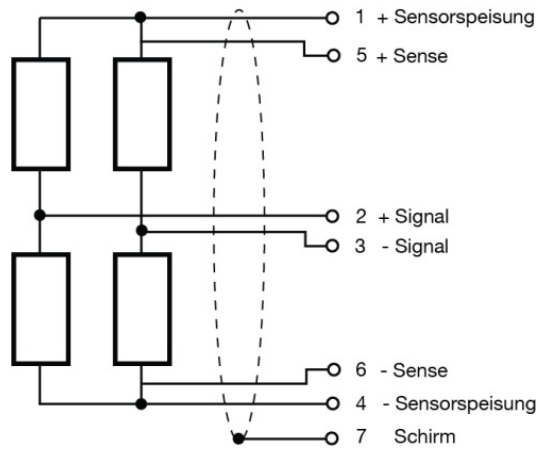 1 + Sensorspeisung
5 + Sense
2 + Signal
3 - Signal
6 - Sense
4 - Sensorspeisung
7 Schirm